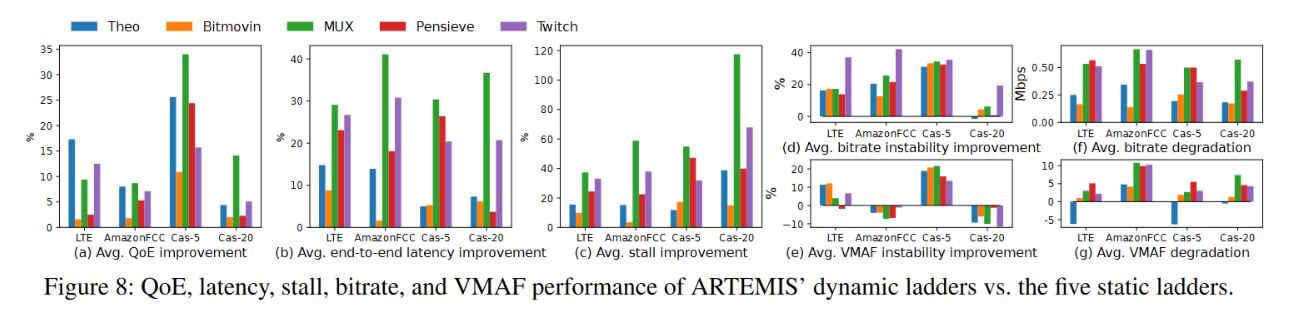 Theo Bitmovin MUX Pensieve Twitch
35
30
25
20
15
10
5
0
%
LTE AmazonFCC Cas-5 Cas-20
(a) Avg. QoE improvement
40
30
20
10
0
%
LTE AmazonFCC Cas-5 Cas-20
(b) Avg. end-to-end latency improvement
120
100
80
60
40
20
0
%
LTE AmazonFCC Cas-5 Cas-20
(c) Avg. stall improvement
40
20
0
%
LTE AmazonFCC Cas-5 Cas-20
(d) Avg. bitrate instability improvement
0.50
0.25
0.00
Mbps
LTE AmazonFCC Cas-5 Cas-20
(f) Avg. bitrate degradation
20
10
0
−10
%
LTE AmazonFCC Cas-5 Cas-20
(e) Avg. VMAF instability improvement
10
5
0
−5
LTE AmazonFCC Cas-5 Cas-20
(g) Avg. VMAF degradation
Figure 8: QoE, latency, stall, bitrate, and VMAF performance of ARTEMIS’ dynamic ladders vs. the five static ladders.